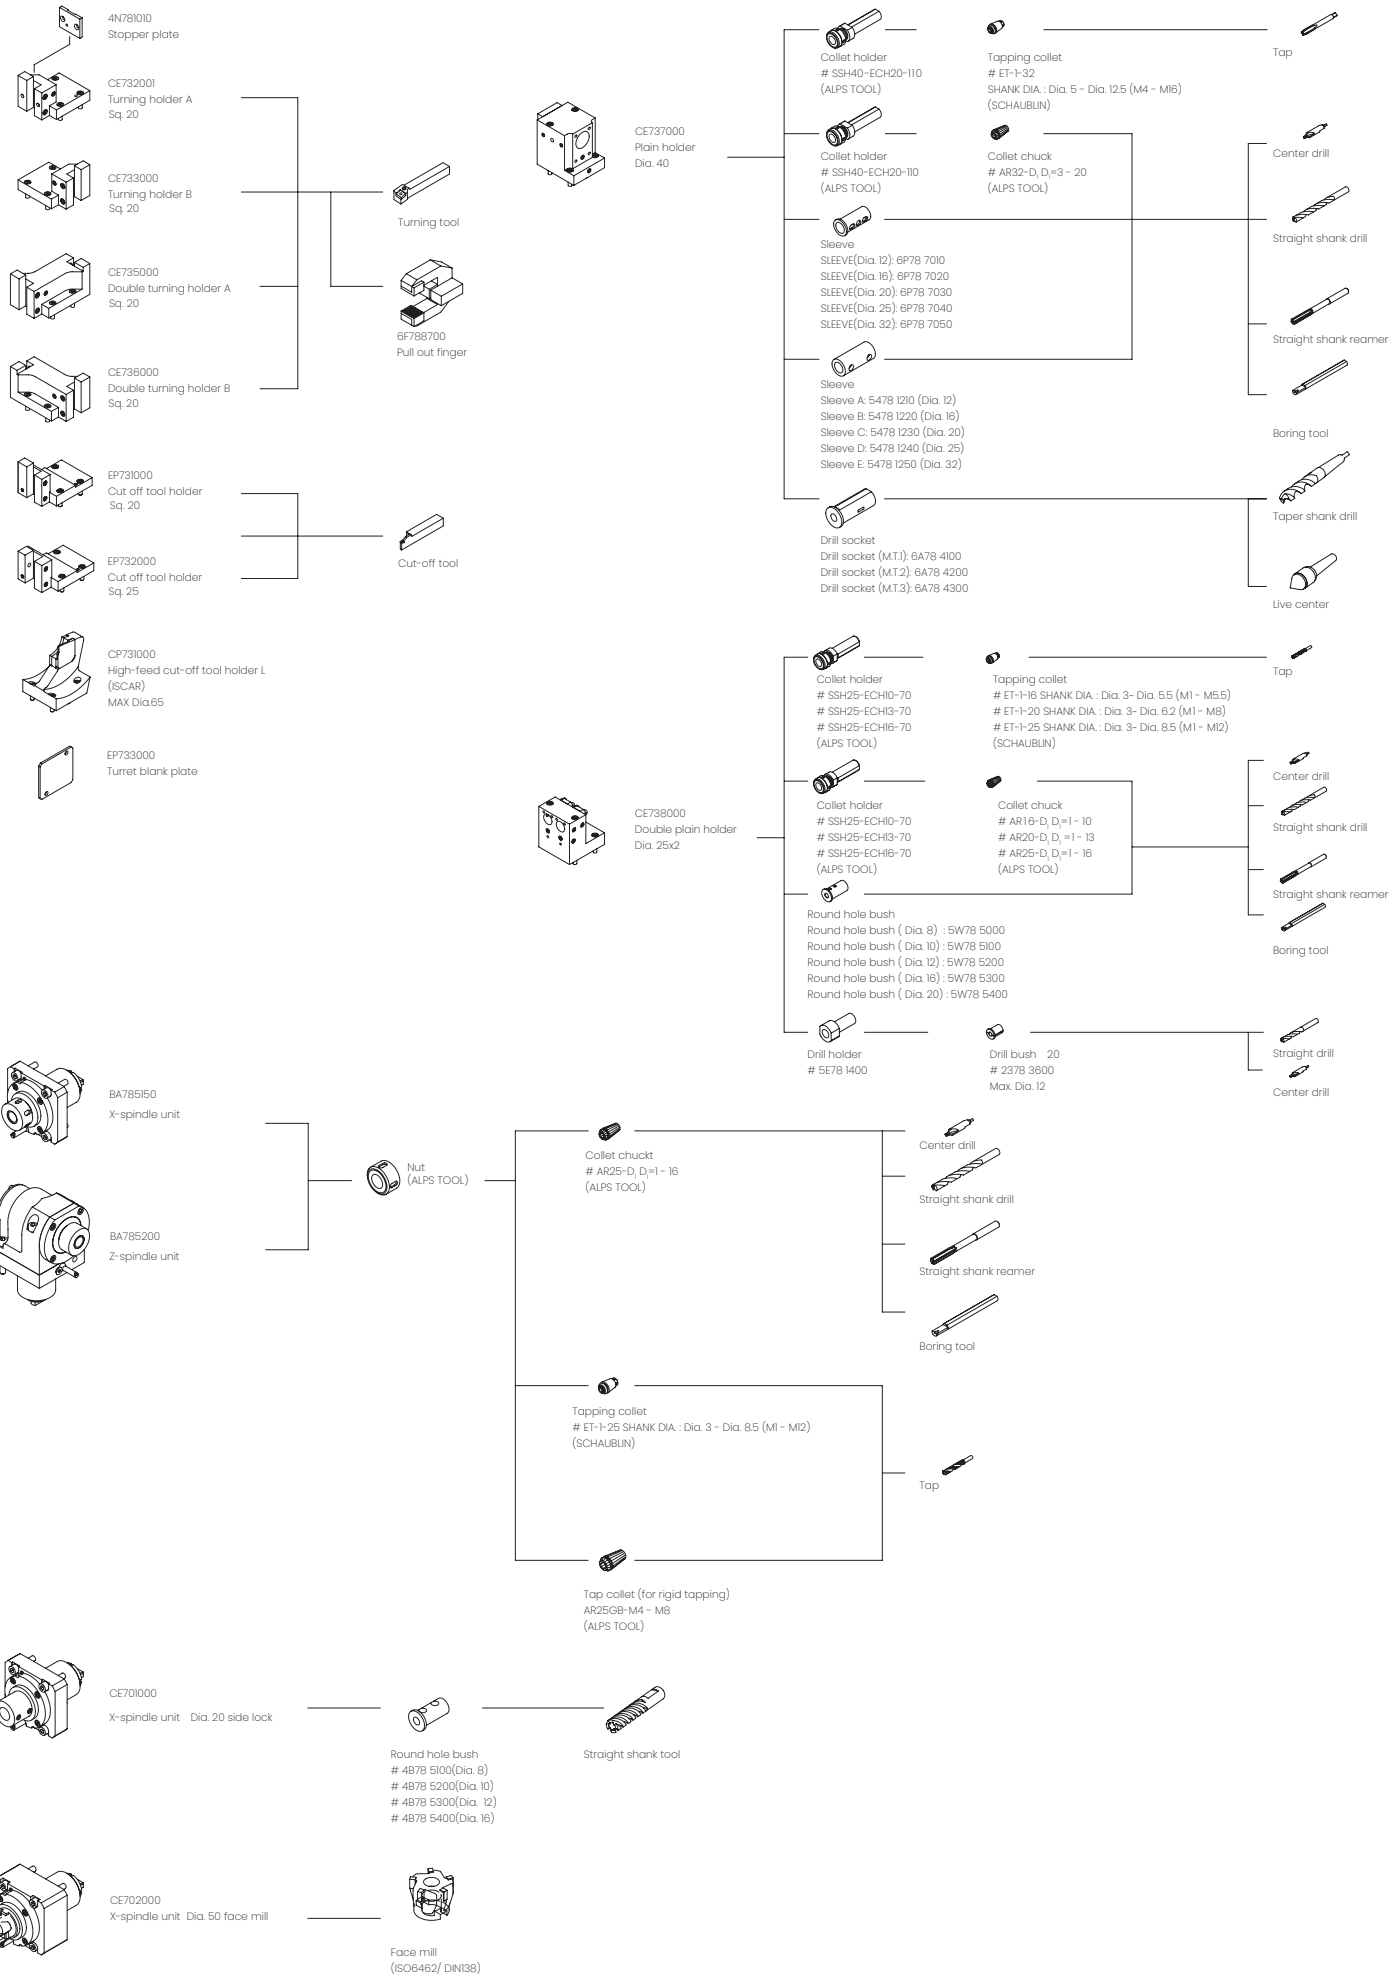 4N781010
Stopper plate
CE732001
Turning holder A
Sq. 20
CE733000
Turning holder B
Sq. 20
CE735000
Double turning holder A
Sq. 20
CE736000
Double turning holder B
Sq. 20
EP731000
Cut off tool holder
Sq. 20
EP732000
Cut off tool holder
Sq. 25
CP731000
High-feed cut-off tool holder L
(ISCAR)
MAX Dia.65
EP733000
Turret blank plate
Turning tool
6F788700
Pull out finger
Cut-off tool
CE737000
Plain holder
Dia. 40
Collet holder
# SSH40-ECH20-110
(ALPS TOOL)
Tapping collet
# ET-1-32
SHANK DIA. : Dia. 5 - Dia. 12.5 (M4 - M16)
(SCHAUBLIN)
Tap
Collet holder
# SSH40-ECH20-110
(ALPS TOOL)
Collet chuck
# AR32-D, D,=3 - 20
(ALPS TOOL)
Center drill
Straight shank drill
Straight shank reamer
Boring tool
Sleeve
SLEEVE(Dia. 12): 6P78 7010
SLEEVE(Dia. 16): 6P78 7020
SLEEVE(Dia. 20): 6P78 7030
SLEEVE(Dia. 25): 6P78 7040
SLEEVE(Dia. 32): 6P78 7050
Sleeve
Sleeve A: 5478 1210 (Dia. 12)
Sleeve B: 5478 1220 (Dia. 16)
Sleeve C: 5478 1230 (Dia. 20)
Sleeve D: 5478 1240 (Dia. 25)
Sleeve E: 5478 1250 (Dia. 32)
Drill socket
Drill socket (M.T.1): 6A78 4100
Drill socket (M.T.2): 6A78 4200
Drill socket (M.T.3): 6A78 4300
Taper shank drill
Live center
CE738000
Double plain holder
Dia. 25x2
Collet holder
# SSH25-ECH10-70
# SSH25-ECH13-70
# SSH25-ECH16-70
(ALPS TOOL)
Tapping collet
# ET-1-16 SHANK DIA. : Dia. 3- Dia. 5.5 (M1 - M5.5)
# ET-1-20 SHANK DIA. : Dia. 3- Dia. 6.2 (M1 - M8)
# ET-1-25 SHANK DIA. : Dia. 3- Dia. 8.5 (M1 - M12)
(SCHAUBLIN)
Tap
Collet holder
# SSH25-ECH10-70
# SSH25-ECH13-70
# SSH25-ECH16-70
(ALPS TOOL)
Collet chuck
# AR16-D, D,=1 - 10
# AR20-D, D, =1 - 13
# AR25-D, D,=1 - 16
(ALPS TOOL)
Center drill
Straight shank drill
Straight shank reamer
Boring tool
Round hole bush
Round hole bush ( Dia. 8) : 5W78 5000
Round hole bush ( Dia. 10) : 5W78 5100
Round hole bush ( Dia. 12) : 5W78 5200
Round hole bush ( Dia. 16) : 5W78 5300
Round hole bush ( Dia. 20) : 5W78 5400
Drill holder
# 5E78 1400
Drill bush 20
# 2378 3600
Max. Dia. 12
Straight drill
Center drill
BA785150
X-spindle unit
BA785200
Z-spindle unit
Nut
(ALPS TOOL)
Collet chuckt
# AR25-D, D,=1 - 16
(ALPS TOOL)
Center drill
Straight shank drill
Straight shank reamer
Boring tool
Tapping collet
# ET-1-25 SHANK DIA. : Dia. 3 - Dia. 8.5 (M1 - M12)
(SCHAUBLIN)
Tap
Tap collet (for rigid tapping)
AR25GB-M4 - M8
(ALPS TOOL)
CE701000
X-spindle unit Dia. 20 side lock
Round hole bush
# 4B78 5100(Dia. 8)
# 4B78 5200(Dia. 10)
# 4B78 5300(Dia. 12)
# 4B78 5400(Dia. 16)
Straight shank tool
CE702000
X-spindle unit Dia. 50 face mill
Face mill
(ISO6462/ DIN138)